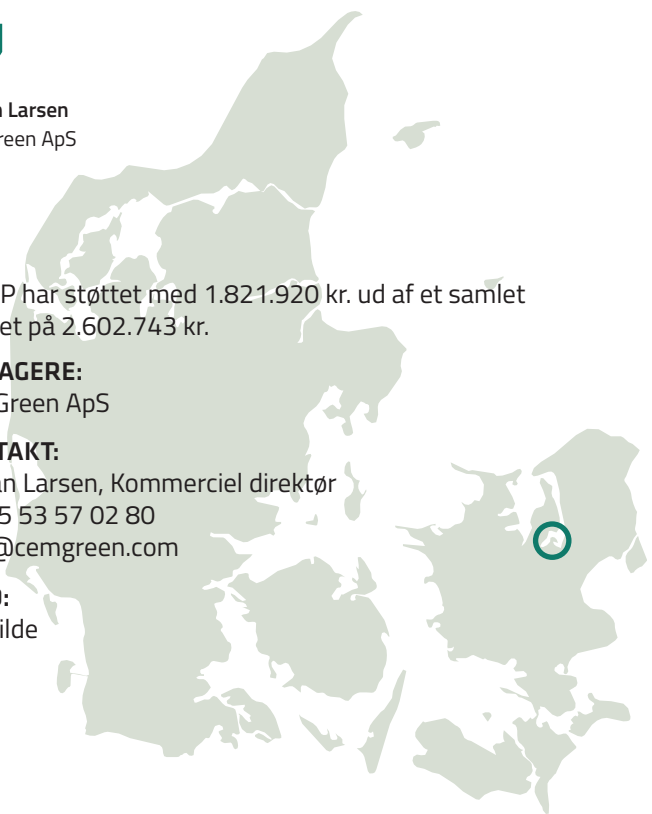 n Larsen
reen ApS
P har støttet med 1.821.920 kr. ud af et samlet
et på 2.602.743 kr.
AGERE:
Green ApS
TAKT:
an Larsen, Kommerciel direktør
5 53 57 02 80
@cemgreen.com
:
ilde